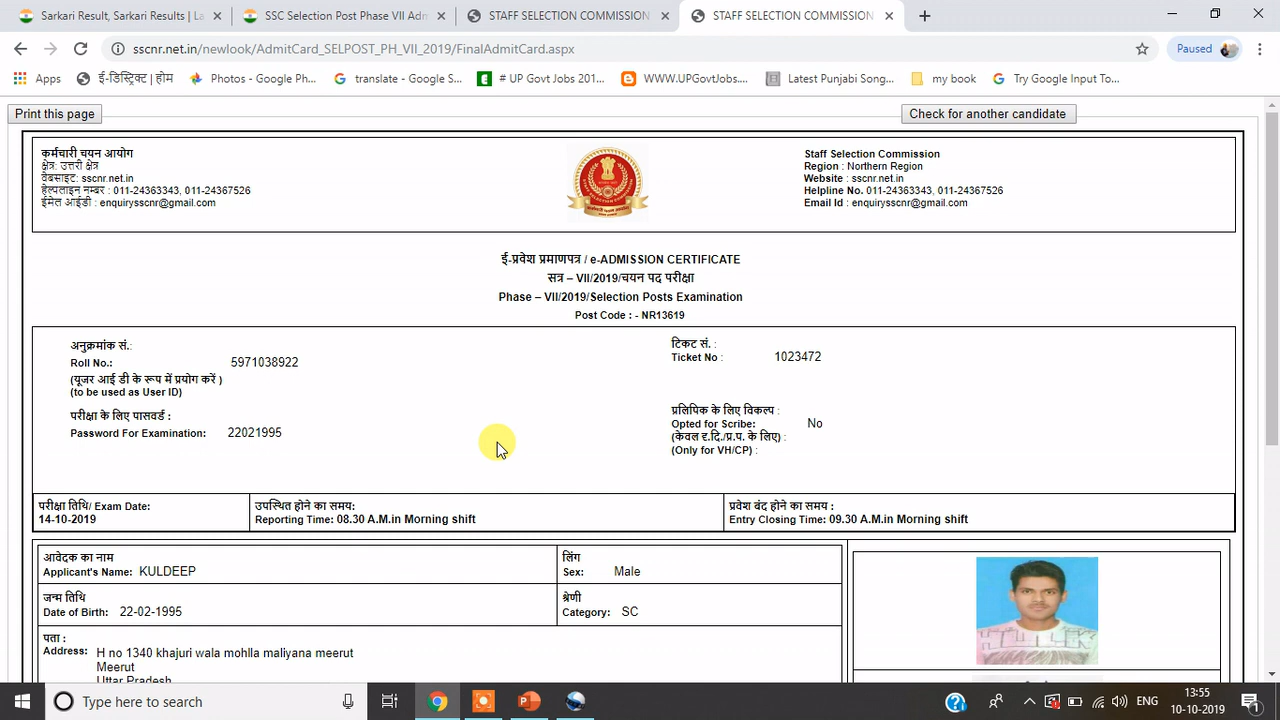 Sarkari Result, Sarkari Results | La
SSC Selection Post Phase VII Adm
STAFF SELECTION COMMISSION
STAFF SELECTION COMMISSION
sscnr.net.in/newlook/AdmitCard_SELPOST_PH_VII_2019/FinalAdmitCard.aspx
Paused
Apps
ई-डिस्ट्रिक्ट | होम
Photos - Google Ph...
translate - Google S...
# UP Govt Jobs 201...
WWW.UPGovtJobs....
Latest Punjabi Song...
my book
Try Google Input To...
Print this page
Check for another candidate
कर्मचारी चयन आयोग
क्षेत्र: उत्तरी क्षेत्र
वेबसाइट: sscnr.net.in
हेल्पलाइन नम्बर : 011-24363343, 011-24367526
ईमेल आईडी : enquirysscnr@gmail.com
Staff Selection Commission
Region : Northern Region
Website : sscnr.net.in
Helpline No. 011-24363343, 011-24367526
Email Id : enquirysscnr@gmail.com
ई-प्रवेश प्रमाणपत्र / e-ADMISSION CERTIFICATE
सत्र – VII/2019/चयन पद परीक्षा
Phase – VII/2019/Selection Posts Examination
Post Code : - NR13619
अनुक्रमांक सं.:
Roll No.: 5971038922
(यूजर आई डी के रूप में प्रयोग करें )
(to be used as User ID)
परीक्षा के लिए पासवर्ड :
Password For Examination: 22021995
टिकट सं. :
Ticket No : 1023472
प्रलिपिक के लिए विकल्प :
Opted for Scribe: No
(केवल दृ.दि./प्र.प. के लिए) :
(Only for VH/CP) :
परीक्षा तिथि/ Exam Date:
14-10-2019
उपस्थित होने का समय:
Reporting Time: 08.30 A.M.in Morning shift
प्रवेश बंद होने का समय :
Entry Closing Time: 09.30 A.M.in Morning shift
आवेदक का नाम
Applicant's Name: KULDEEP
लिंग
Sex: Male
जन्म तिथि
Date of Birth: 22-02-1995
श्रेणी
Category: SC
पता :
Address: H no 1340 khajuri wala mohlla maliyana meerut
Meerut
Uttar Pradesh
Type here to search
ENG
13:55
10-10-2019